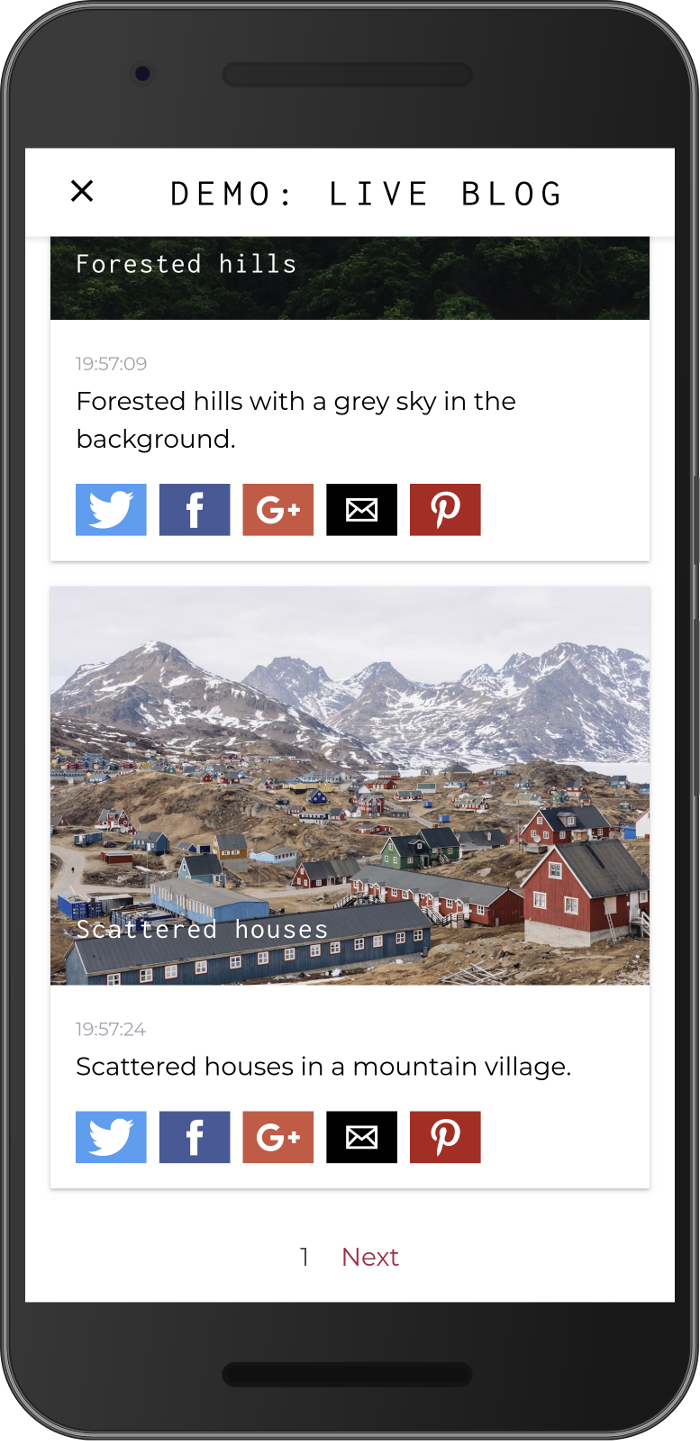 DEMO: LIVE BLOG
Forested hills
19:57:09
Forested hills with a grey sky in the
background.
f
G+
Scattered houses
19:57:24
Scattered houses in a mountain village.
f
G+
1 Next